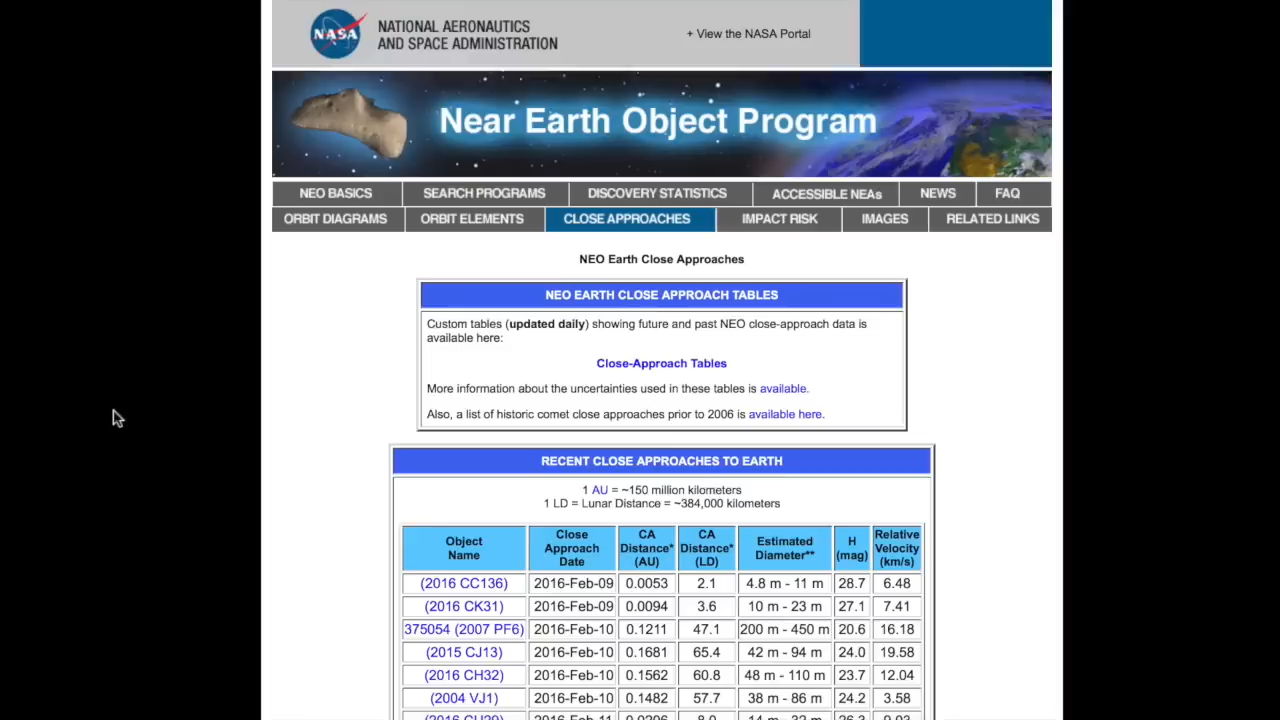 NASA
NATIONAL AERONAUTICS
AND SPACE ADMINISTRATION
+ View the NASA Portal
Near Earth Object Program
NEO BASICS SEARCH PROGRAMS DISCOVERY STATISTICS ACCESSIBLE NEAs NEWS FAQ
ORBIT DIAGRAMS ORBIT ELEMENTS CLOSE APPROACHES IMPACT RISK IMAGES RELATED LINKS
NEO Earth Close Approaches
NEO EARTH CLOSE APPROACH TABLES
Custom tables (updated daily) showing future and past NEO close-approach data is
available here:
Close-Approach Tables
More information about the uncertainties used in these tables is available.
Also, a list of historic comet close approaches prior to 2006 is available here.
RECENT CLOSE APPROACHES TO EARTH
1 AU = ~150 million kilometers
1 LD = Lunar Distance = ~384,000 kilometers
Object Name Close Approach Date CA Distance* (AU) CA Distance* (LD) Estimated Diameter** H (mag) Relative Velocity (km/s)
(2016 CC136) 2016-Feb-09 0.0053 2.1 4.8 m - 11 m 28.7 6.48
(2016 CK31) 2016-Feb-09 0.0094 3.6 10 m - 23 m 27.1 7.41
375054 (2007 PF6) 2016-Feb-10 0.1211 47.1 200 m - 450 m 20.6 16.18
(2015 CJ13) 2016-Feb-10 0.1681 65.4 42 m - 94 m 24.0 19.58
(2016 CH32) 2016-Feb-10 0.1562 60.8 48 m - 110 m 23.7 12.04
(2004 VJ1) 2016-Feb-10 0.1482 57.7 38 m - 86 m 24.2 3.58